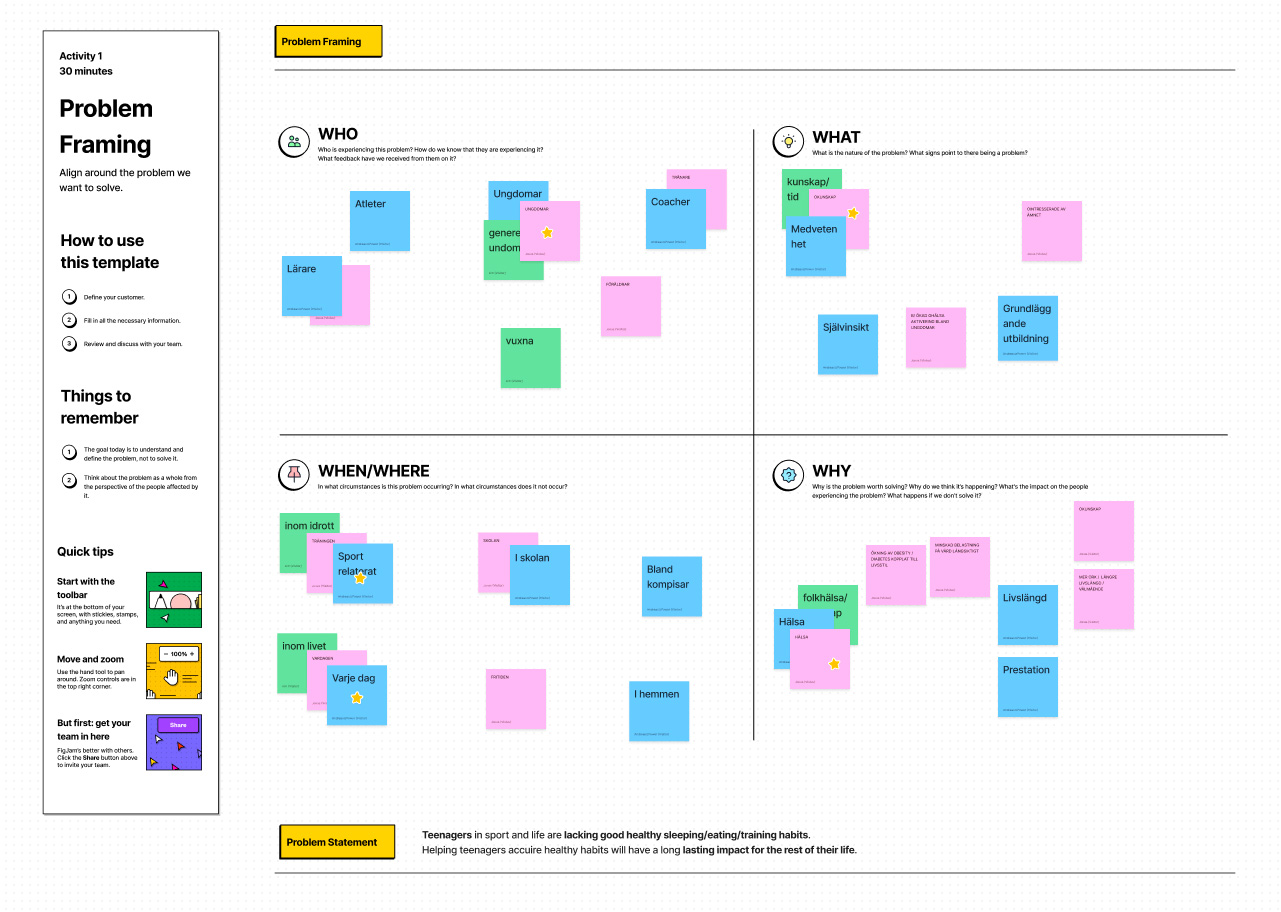 Activity 1
30 minutes
Problem
Framing
Align around the problem we
want to solve.
How to use
this template
1 Define your customer.
2 Fill in all the necessary information.
3 Review and discuss with your team.
Things to
remember
1 The goal today is to understand and
define the problem, not to solve it.
2 Think about the problem as a whole from
the perspective of the people affected by
it.
Quick tips
Start with the
toolbar
It's at the bottom of your
screen, with stickies, stamps,
and anything you need.
Move and zoom
Use the hand tool to pan
around. Zoom controls are in
the top right corner.
− 100% +
But first: get your
team in here
FigJam's better with others.
Click the Share button above
to invite your team.
Share
Problem Framing
WHO
Who is experiencing this problem? How do we know that they are experiencing it?
What feedback have we received from them on it?
Atleter
Lärare
Ungdomar
UNGDOMAR
genere
undom
TRÄNARE
Coacher
FÖRÄLDRAR
vuxna
WHAT
What is the nature of the problem? What signs point to there being a problem?
kunskap/
tid
OKUNSKAP
Medveten
het
OINTRESSERADE AV
ÄMNET
Självinsikt
UNGDOMAR
Grundlägg
ande
utbildning
WHEN/WHERE
In what circumstances is this problem occurring? In what circumstances does it not occur?
inom idrott
TRÄNINGEN
Sport
relaterat
SKOLAN
I skolan
Bland
kompisar
inom livet
VARDAGEN
Varje dag
FRITIDEN
I hemmen
WHY
Why is the problem worth solving? Why do we think it's happening? What's the impact on the people
experiencing the problem? What happens if we don't solve it?
OKUNSKAP
ÖKNING AV OBESITY /
DIABETES KOPPLAT TILL
LIVSSTIL
MINSKAD BELASTNING
PÅ VÅRD LÅNGSIKTIGT
MER
LÄNGRE
LIVSLÄNGD /
VÄLMÅENDE
folkhälsa/
Hälsa
HÄLSA
Livslängd
Prestation
Problem Statement
Teenagers in sport and life are lacking good healthy sleeping/eating/training habits.
Helping teenagers accuire healthy habits will have a long lasting impact for the rest of their life.